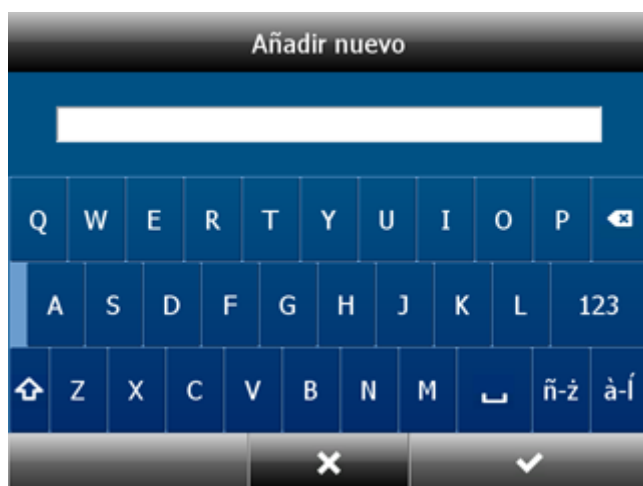 Añadir nuevo
Q W E R T Y U I O P
A S D F G H J K L 123
Z X C V B N M ñ-ż à-Í